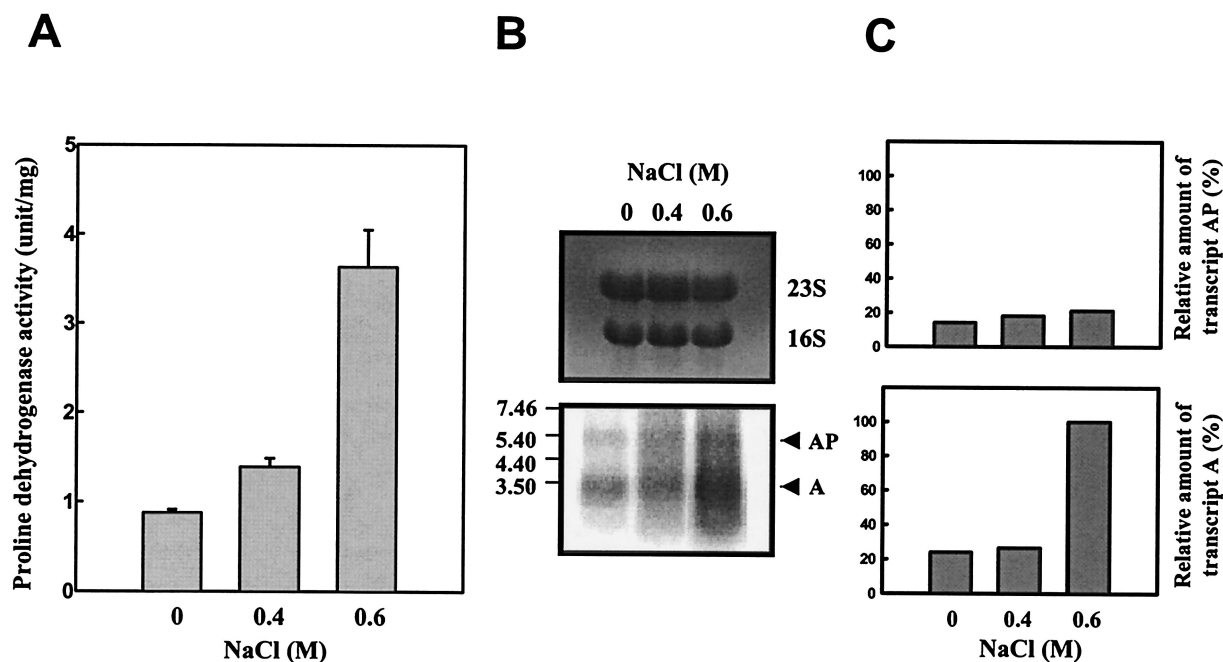 A
B
C
Proline dehydrogenase activity (unit/mg)
5
4
3
2
1
0
0 0.4 0.6
NaCl (M)
NaCl (M)
0 0.4 0.6
23S
16S
7.46
5.40
4.40
3.50
AP
A
100
80
60
40
20
0
Relative amount of
transcript AP (%)
100
80
60
40
20
0
Relative amount of
transcript A (%)
0 0.4 0.6
NaCl (M)